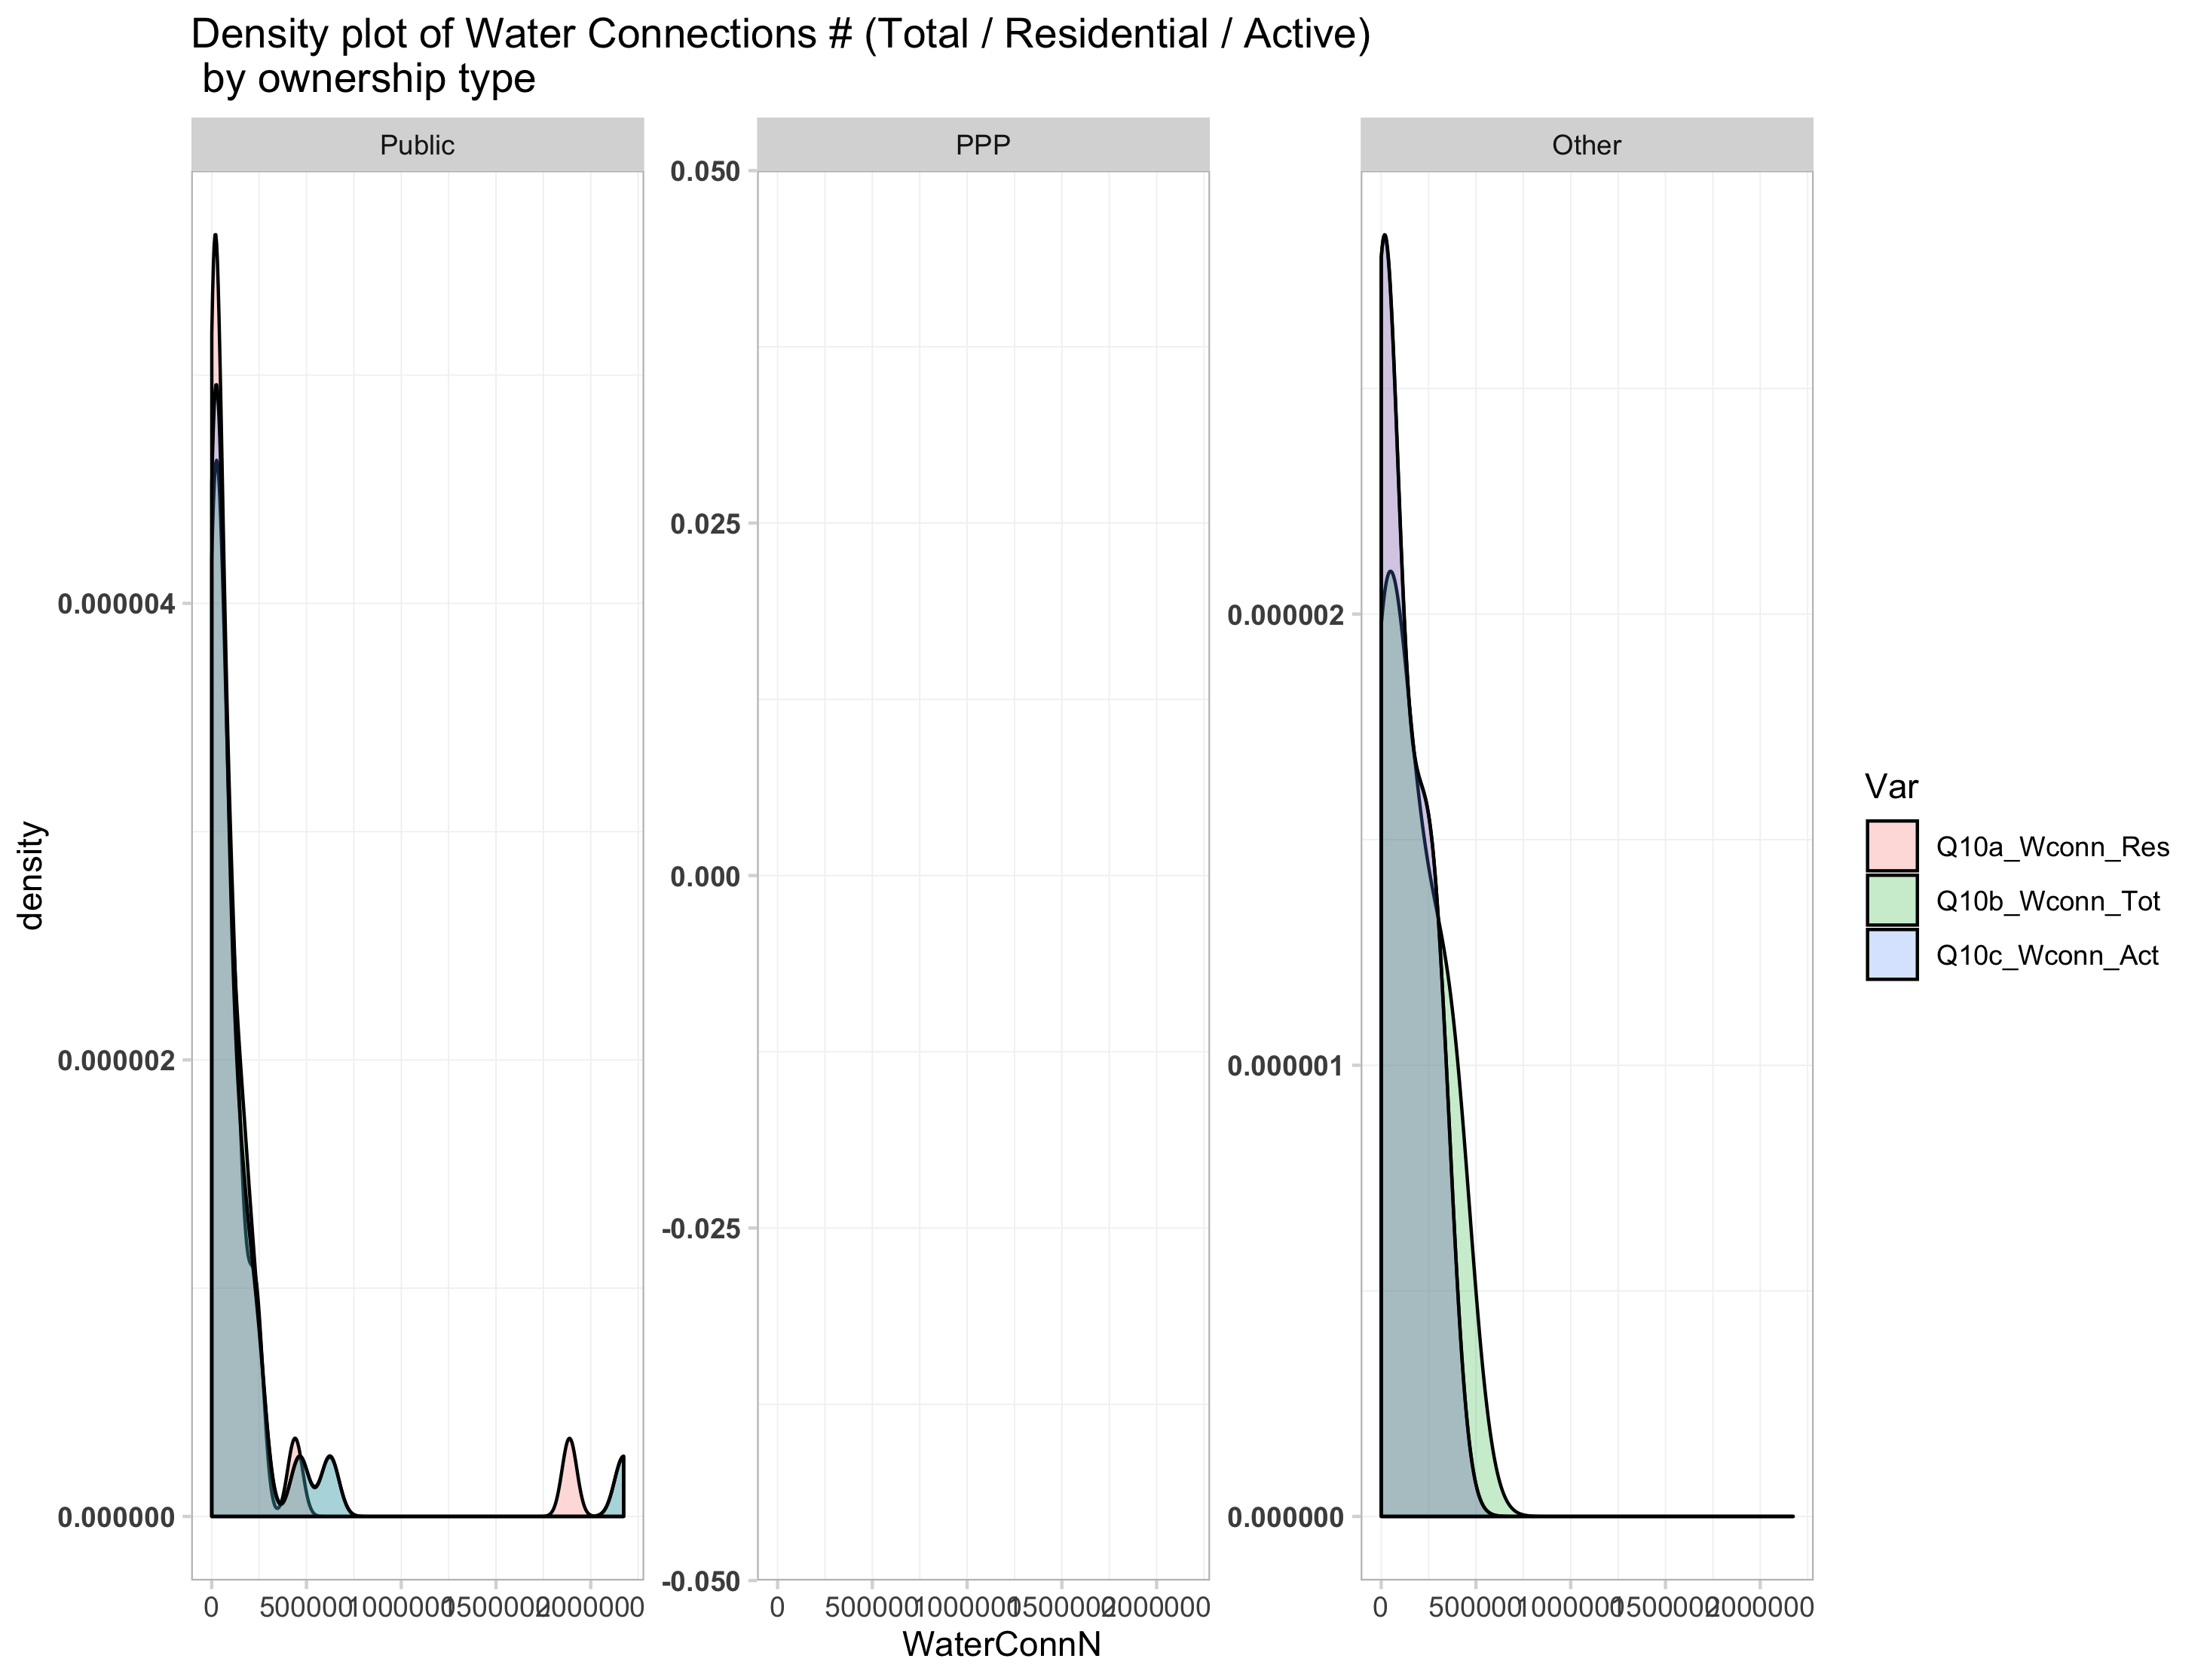 Density plot of Water Connections # (Total / Residential / Active)
by ownership type
Public
PPP
Other
density
0.000004
0.000002
0.000000
0.050
0.025
0.000
-0.025
-0.050
0.000002
0.000001
0.000000
0 500000 1000000 1500000 2000000
0 500000 1000000 1500000 2000000
0 500000 1000000 1500000 2000000
WaterConnN
Var
Q10a_Wconn_Res
Q10b_Wconn_Tot
Q10c_Wconn_Act